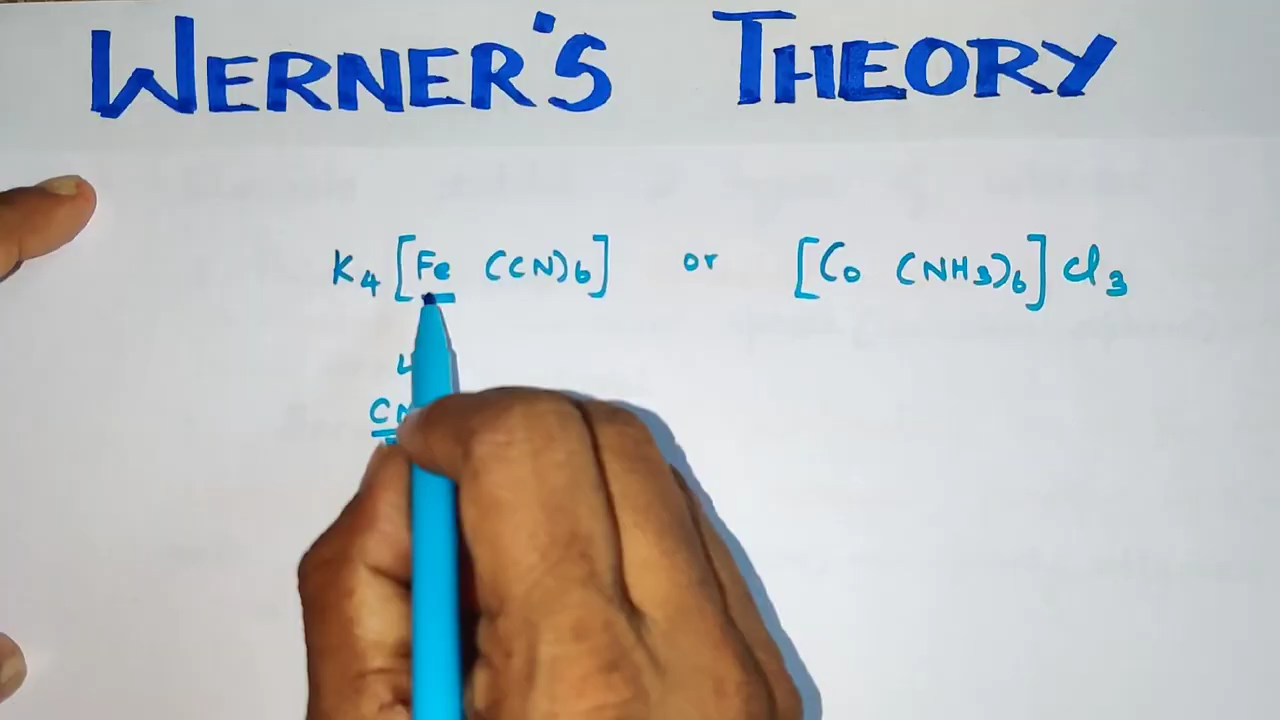 WERNER'S THEORY
K4[Fe (CN)6] or [Co (NH3)6]Cl3